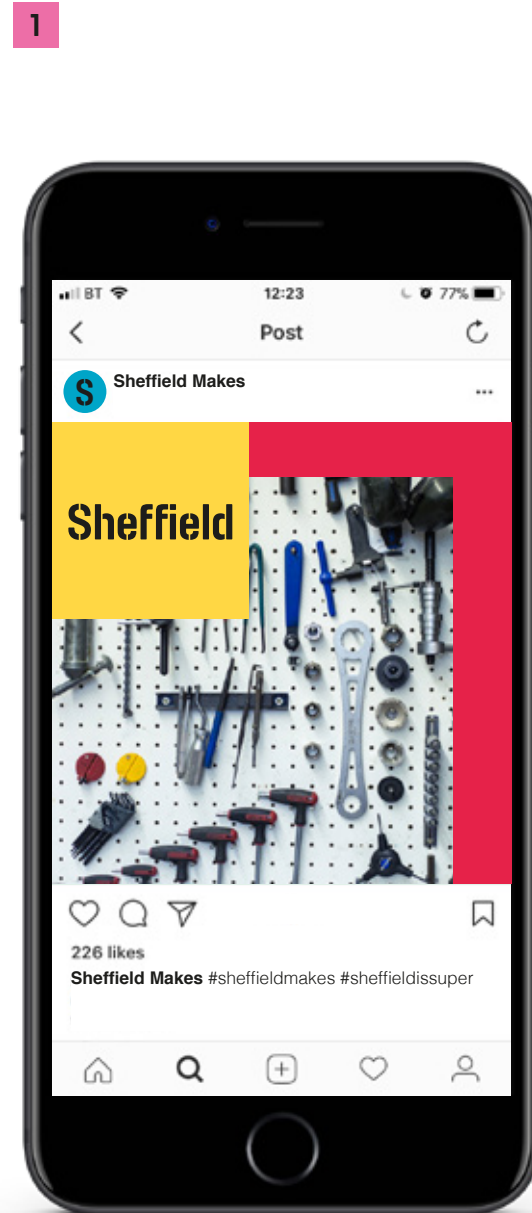 1
BT 12:23 77%
Post
S Sheffield Makes
Sheffield
226 likes
Sheffield Makes #sheffieldmakes #sheffieldissuper